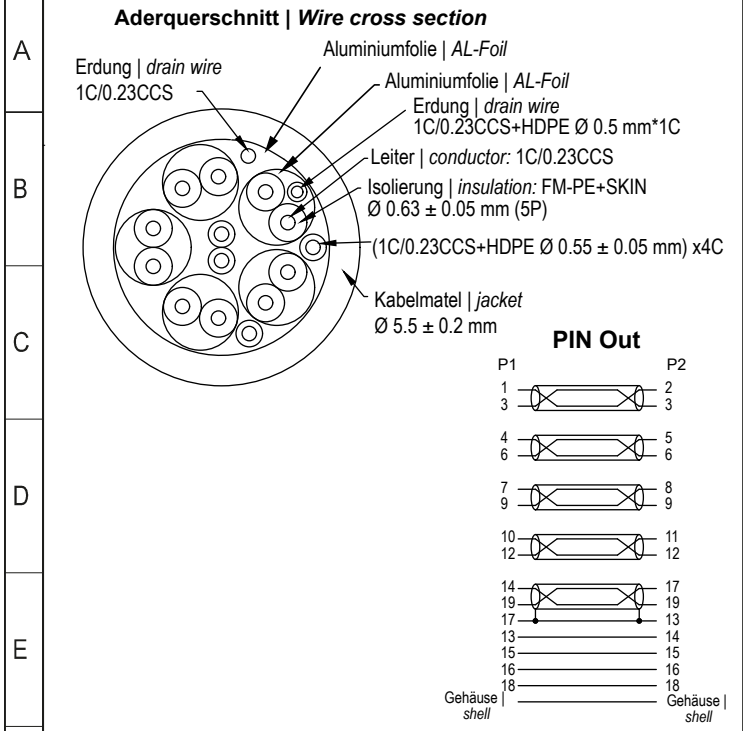 Aderquerschnitt | Wire cross section
A
Aluminiumfolie | AL-Foil
Erdung | drain wire
1C/0.23CCS
Aluminiumfolie | AL-Foil
Erdung | drain wire
1C/0.23CCS+HDPE Ø 0.5 mm*1C
Leiter | conductor: 1C/0.23CCS
B
Isolierung | insulation: FM-PE+SKIN
Ø 0.63 ± 0.05 mm (5P)
(1C/0.23CCS+HDPE Ø 0.55 ± 0.05 mm) x4C
Kabelmatel | jacket
Ø 5.5 ± 0.2 mm
C
PIN Out
P1 P2
1 2
3 3
4 5
6 6
D
7 8
9 9
10 11
12 12
14 17
19 19
17 13
13 14
E
15 15
16 16
18 18
Gehäuse | Gehäuse |
shell shell